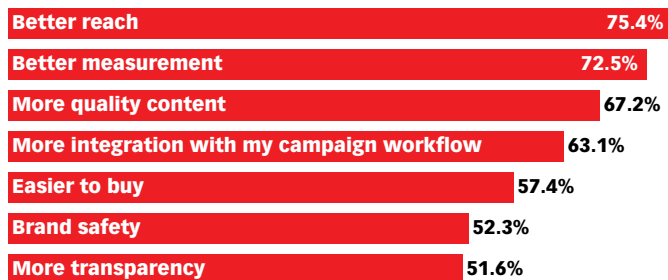 Better reach 75.4%
Better measurement 72.5%
More quality content 67.2%
More integration with my campaign workflow 63.1%
Easier to buy 57.4%
Brand safety 52.3%
More transparency 51.6%